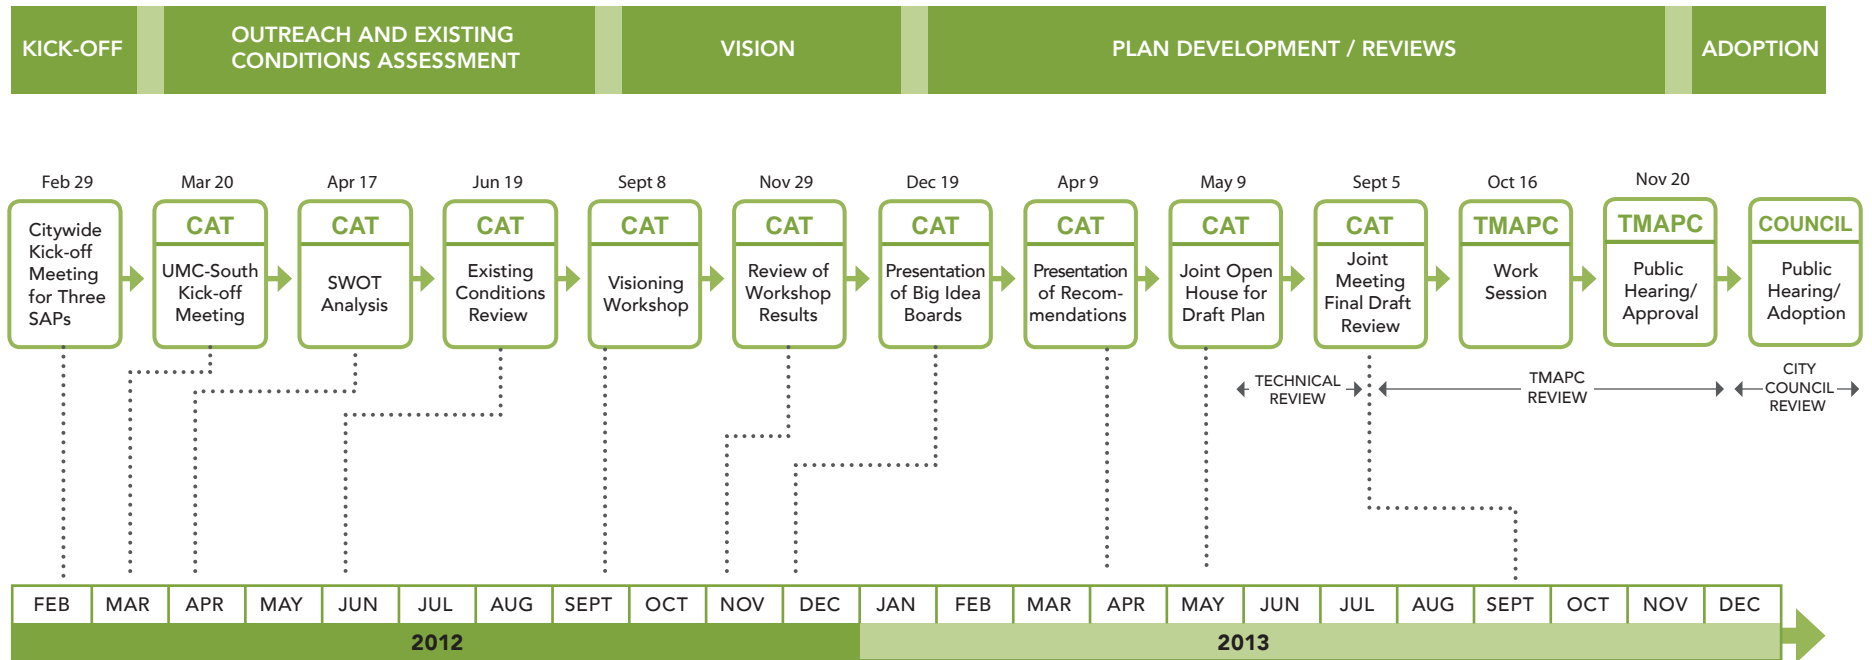 KICK-OFF
OUTREACH AND EXISTING
CONDITIONS ASSESSMENT
VISION
PLAN DEVELOPMENT / REVIEWS
ADOPTION
Feb 29
Citywide
Kick-off
Meeting
for Three
SAPs
Mar 20
CAT
UMC-South
Kick-off
Meeting
Apr 17
CAT
SWOT
Analysis
Jun 19
CAT
Existing
Conditions
Review
Sept 8
CAT
Visioning
Workshop
Nov 29
CAT
Review of
Workshop
Results
Dec 19
CAT
Presentation
of Big Idea
Boards
Apr 9
CAT
Presentation
of Recom-
mendations
May 9
CAT
Joint Open
House for
Draft Plan
Sept 5
CAT
Joint
Meeting
Final Draft
Review
Oct 16
TMAPC
Work
Session
Nov 20
TMAPC
Public
Hearing/
Approval
COUNCIL
Public
Hearing/
Adoption
TECHNICAL
REVIEW
TMAPC
REVIEW
CITY
COUNCIL
REVIEW
FEB MAR APR MAY JUN JUL AUG SEPT OCT NOV DEC JAN FEB MAR APR MAY JUN JUL AUG SEPT OCT NOV DEC
2012 2013